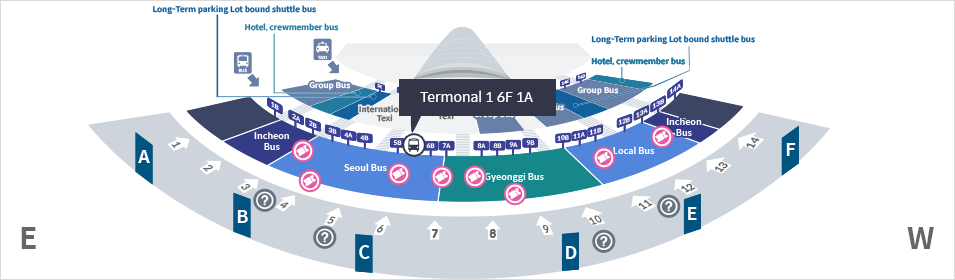 Long-Term parking Lot bound shuttle bus
Hotel, crewmember bus
Long-Term parking Lot bound shuttle bus
Hotel, crewmember bus
BUS
TAXI
Group Bus
Group Bus
Termonal 1 6F 1A
Internatio
Texi
Texi
Bus
1B
2A
2B
3B
4A
4B
5B
6B
7A
8A
8B
9A
9B
10B
11A
11B
12B
13A
13B
14A
Incheon
Bus
Seoul Bus
Gyeonggi Bus
Local Bus
Incheon
Bus
A
B
C
D
E
F
1
2
3
4
5
6
7
8
9
10
11
12
13
14
?
?
?
?
E
W